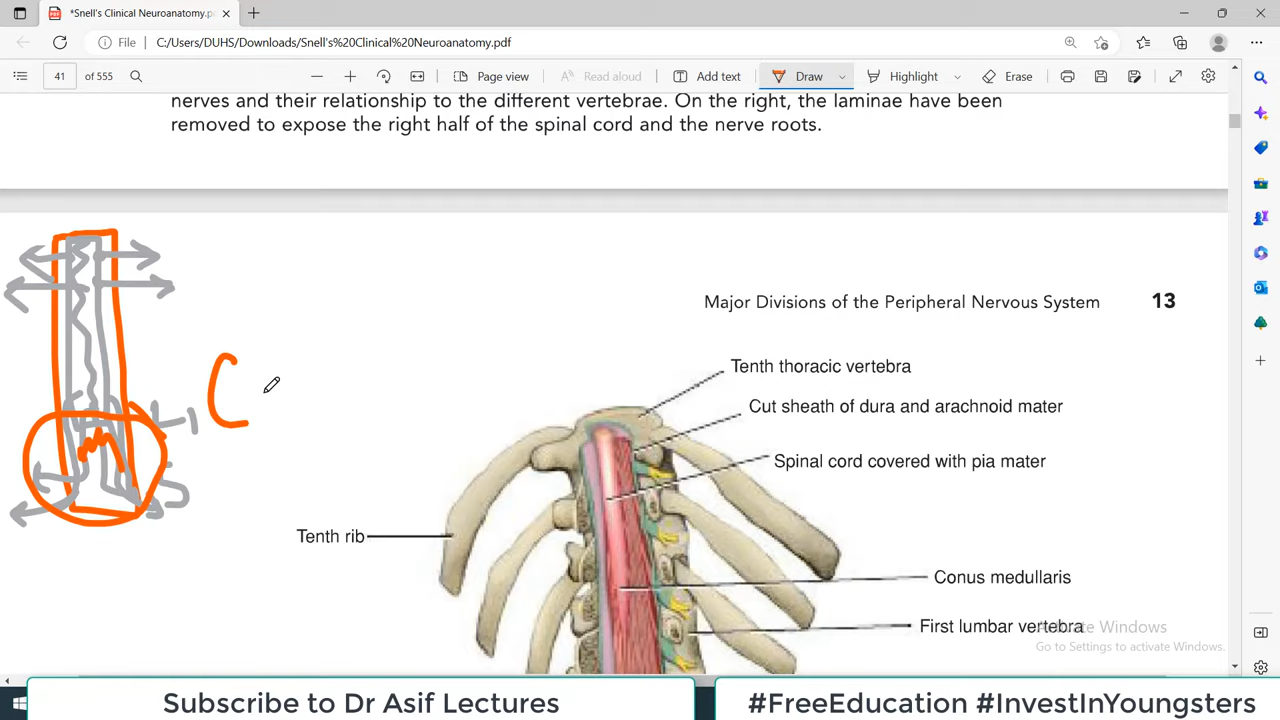 *Snell's Clinical Neuroanatomy.p
File C:/Users/DUHS/Downloads/Snell's%20Clinical%20Neuroanatomy.pdf
41 of 555 Page view Read aloud Add text Draw Highlight Erase
nerves and their relationship to the different vertebrae. On the right, the laminae have been
removed to expose the right half of the spinal cord and the nerve roots.
Major Divisions of the Peripheral Nervous System 13
Tenth thoracic vertebra
Cut sheath of dura and arachnoid mater
Spinal cord covered with pia mater
Tenth rib
Conus medullaris
First lumbar vertebra
Activate Windows
Go to Settings to activate Windows.
L1
S
C
Subscribe to Dr Asif Lectures
#FreeEducation #InvestInYoungsters